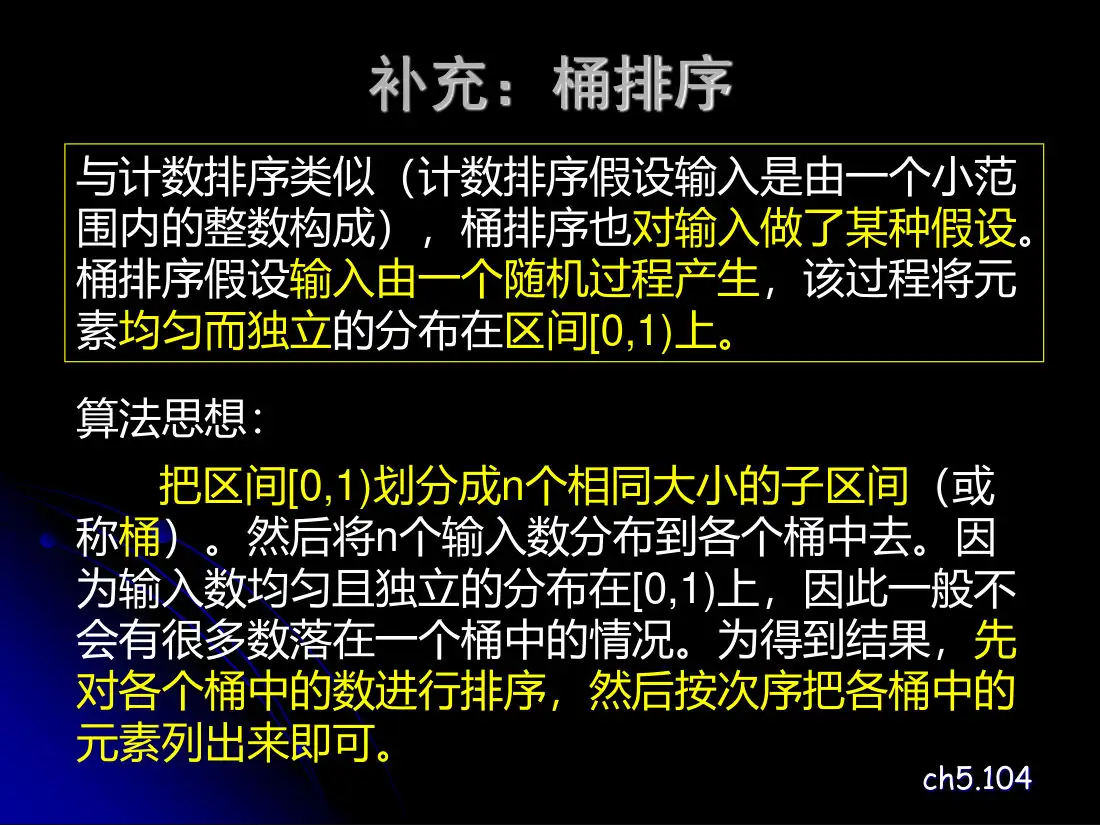 补充：桶排序
与计数排序类似（计数排序假设输入是由一个小范
围内的整数构成），桶排序也对输入做了某种假设。
桶排序假设输入由一个随机过程产生，该过程将元
素均匀而独立的分布在区间[0,1)上。
算法思想：
把区间[0,1)划分成n个相同大小的子区间（或
称桶）。然后将n个输入数分布到各个桶中去。因
为输入数均匀且独立的分布在[0,1)上，因此一般不
会有很多数落在一个桶中的情况。为得到结果，先
对各个桶中的数进行排序，然后按次序把各桶中的
元素列出来即可。
ch5.104